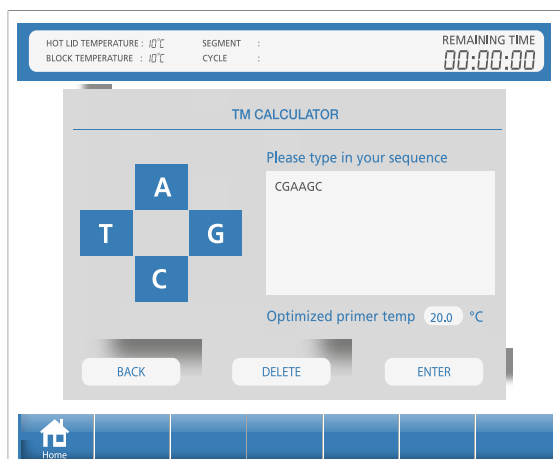 HOT LID TEMPERATURE : 10°C SEGMENT : REMAINING TIME
BLOCK TEMPERATURE : 10°C CYCLE : 00:00:00
TM CALCULATOR
Please type in your sequence
CGAAGC
A
T G
C
Optimized primer temp 20.0 °C
BACK DELETE ENTER
Home